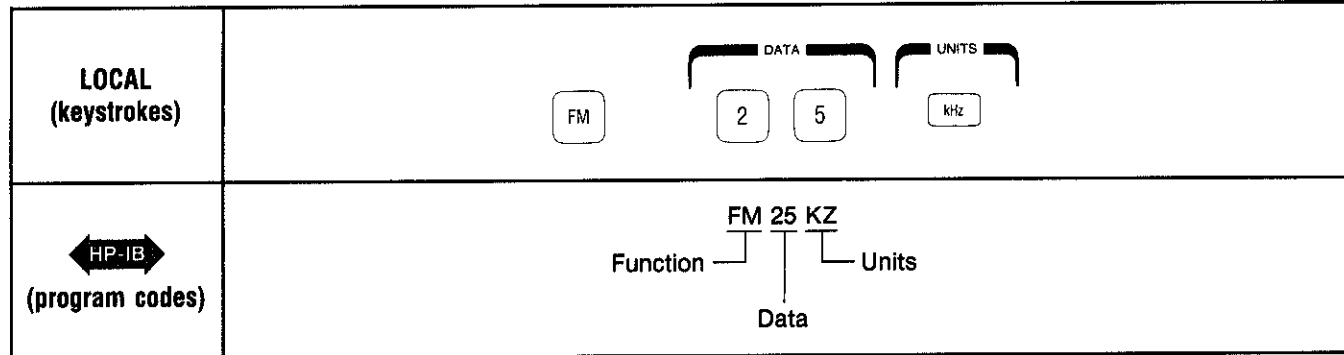 LOCAL
(keystrokes)
DATA UNITS
FM 2 5 kHz
HP-IB
(program codes)
FM 25 KZ
Function Units
Data